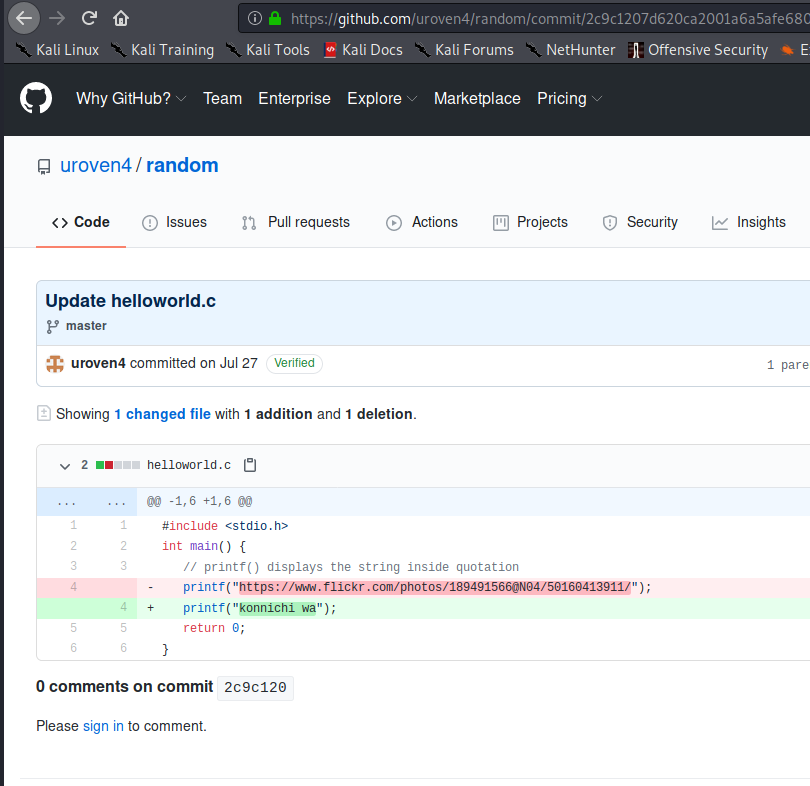 https://github.com/uroven4/random/commit/2c9c1207d620ca2001a6a5afe680
Kali Linux Kali Training Kali Tools Kali Docs Kali Forums NetHunter Offensive Security E
Why GitHub? Team Enterprise Explore Marketplace Pricing
uroven4 / random
Code Issues Pull requests Actions Projects Security Insights
Update helloworld.c
master
uroven4 committed on Jul 27 Verified 1 pare
Showing 1 changed file with 1 addition and 1 deletion.
2 helloworld.c
... ... @@ -1,6 +1,6 @@
1 1 #include <stdio.h>
2 2 int main() {
3 3 // printf() displays the string inside quotation
4 - printf("https://www.flickr.com/photos/189491566@N04/50160413911/");
4 + printf("konnichi wa");
5 5 return 0;
6 6 }
0 comments on commit 2c9c120
Please sign in to comment.